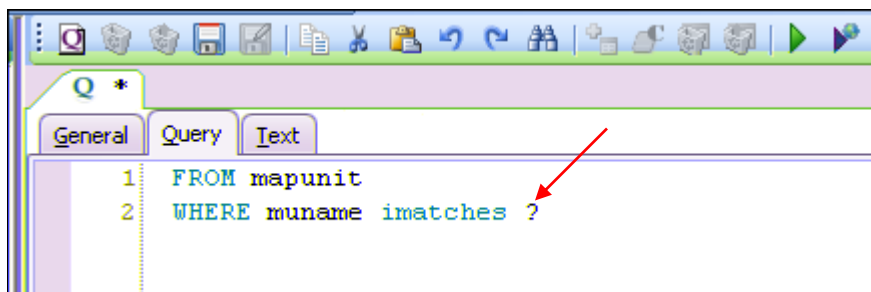 Q *
General Query Text
1 FROM mapunit
2 WHERE muname imatches ?